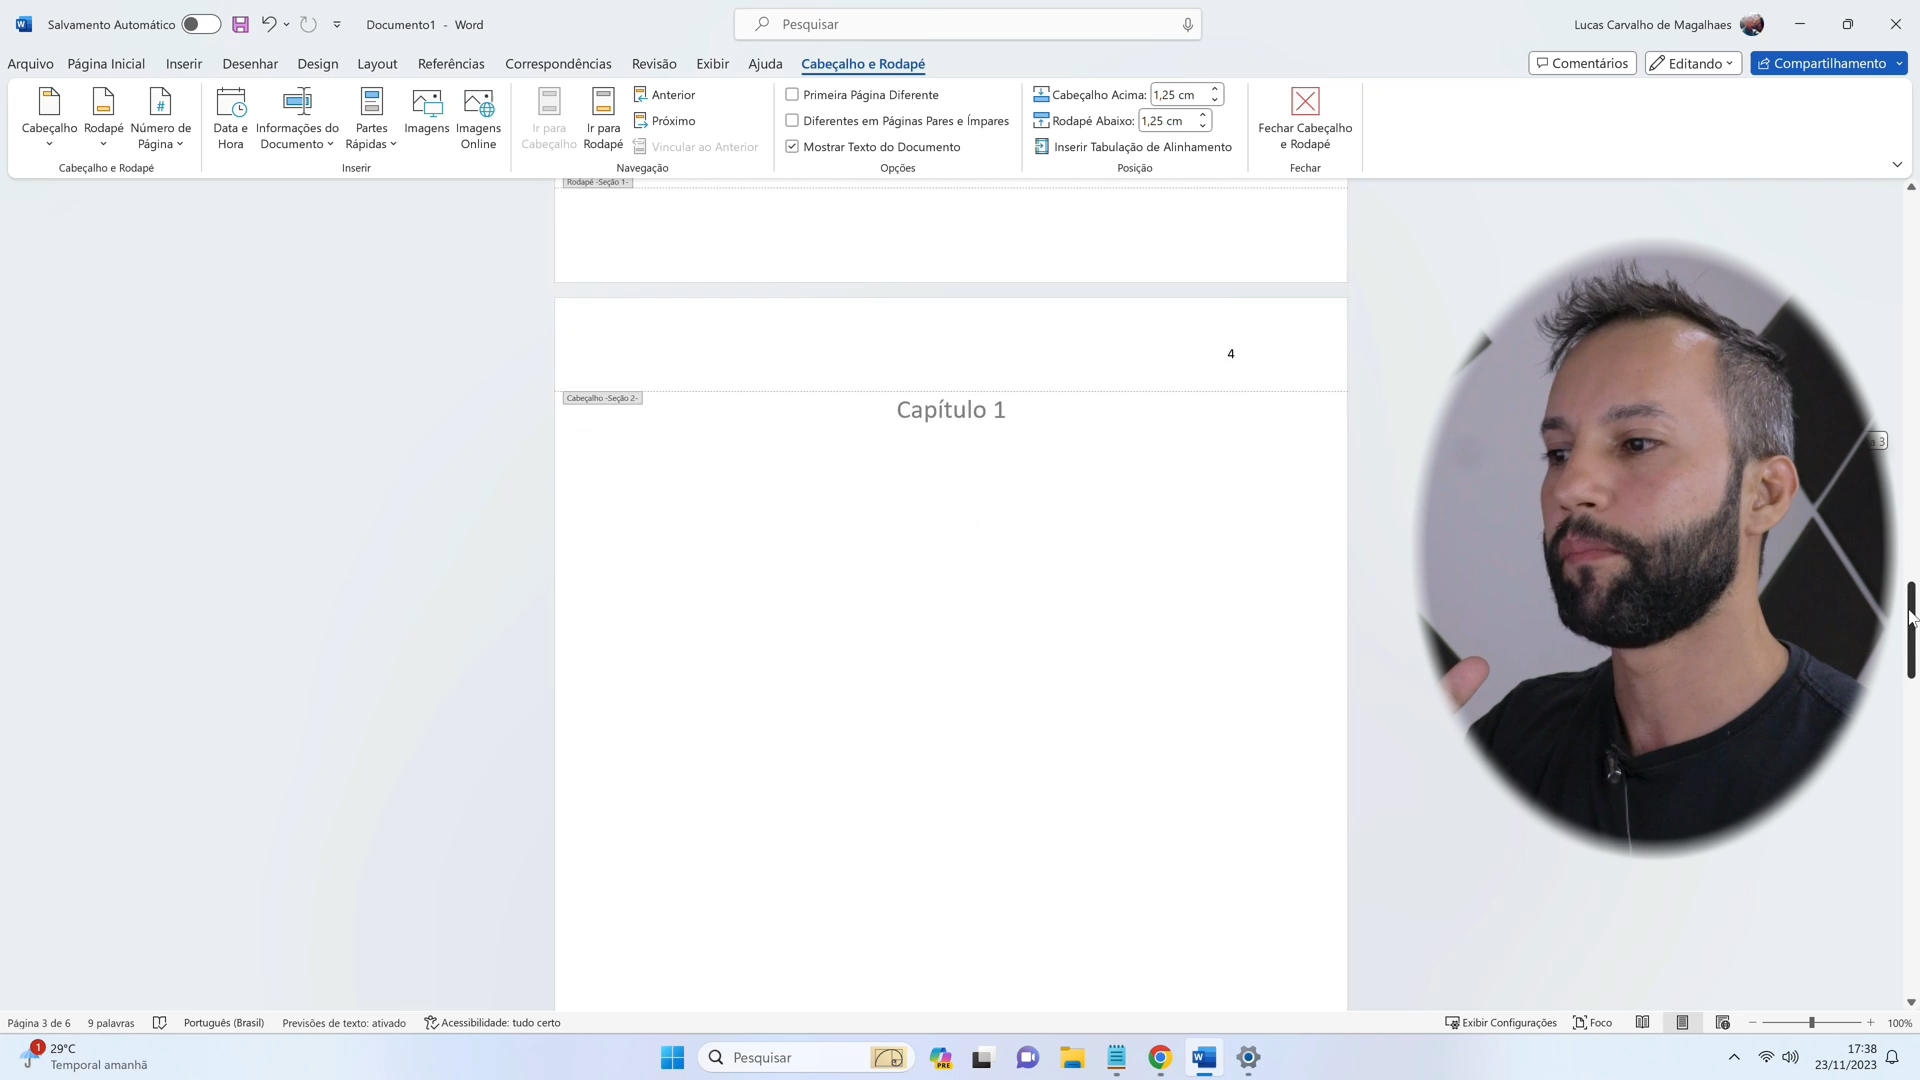 Salvamento Automático
Documento1 - Word
Pesquisar
Lucas Carvalho de Magalhaes
Arquivo Página Inicial Inserir Desenhar Design Layout Referências Correspondências Revisão Exibir Ajuda Cabeçalho e Rodapé
Comentários Editando Compartilhamento
Cabeçalho Rodapé Número de Página
Cabeçalho e Rodapé
Data e Hora Informações do Documento Partes Rápidas Imagens Imagens Online
Inserir
Ir para Cabeçalho Ir para Rodapé
Anterior
Próximo
Vincular ao Anterior
Navegação
Primeira Página Diferente
Diferentes em Páginas Pares e Ímpares
Mostrar Texto do Documento
Opções
Cabeçalho Acima: 1,25 cm
Rodapé Abaixo: 1,25 cm
Inserir Tabulação de Alinhamento
Posição
Fechar Cabeçalho e Rodapé
Fechar
Rodapé -Seção 1-
4
Cabeçalho -Seção 2-
Capítulo 1
a 3
Página 3 de 6 9 palavras Português (Brasil) Previsões de texto: ativado Acessibilidade: tudo certo
Exibir Configurações Foco 100%
1
29°C
Temporal amanhã
Pesquisar
PRE
17:38
23/11/2023